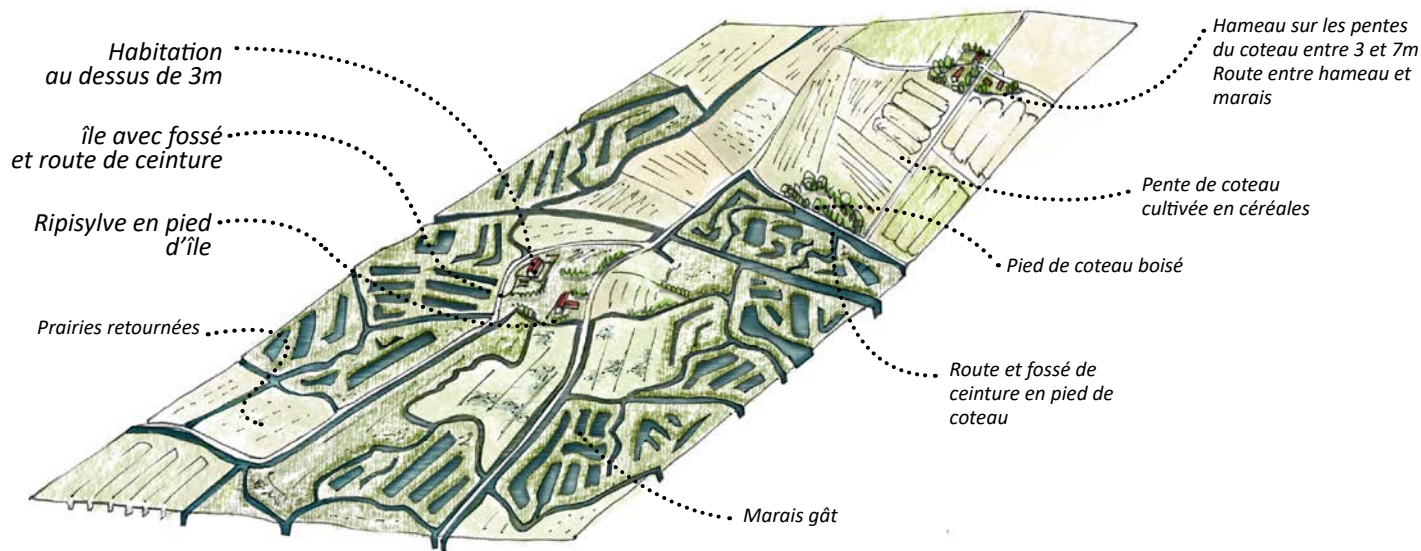 Habitation
au dessus de 3m
île avec fossé
et route de ceinture
Ripisylve en pied
d'île
Prairies retournées
Hameau sur les pentes
du coteau entre 3 et 7m
Route entre hameau et
marais
Pente de coteau
cultivée en céréales
Pied de coteau boisé
Route et fossé de
ceinture en pied de
coteau
Marais gât